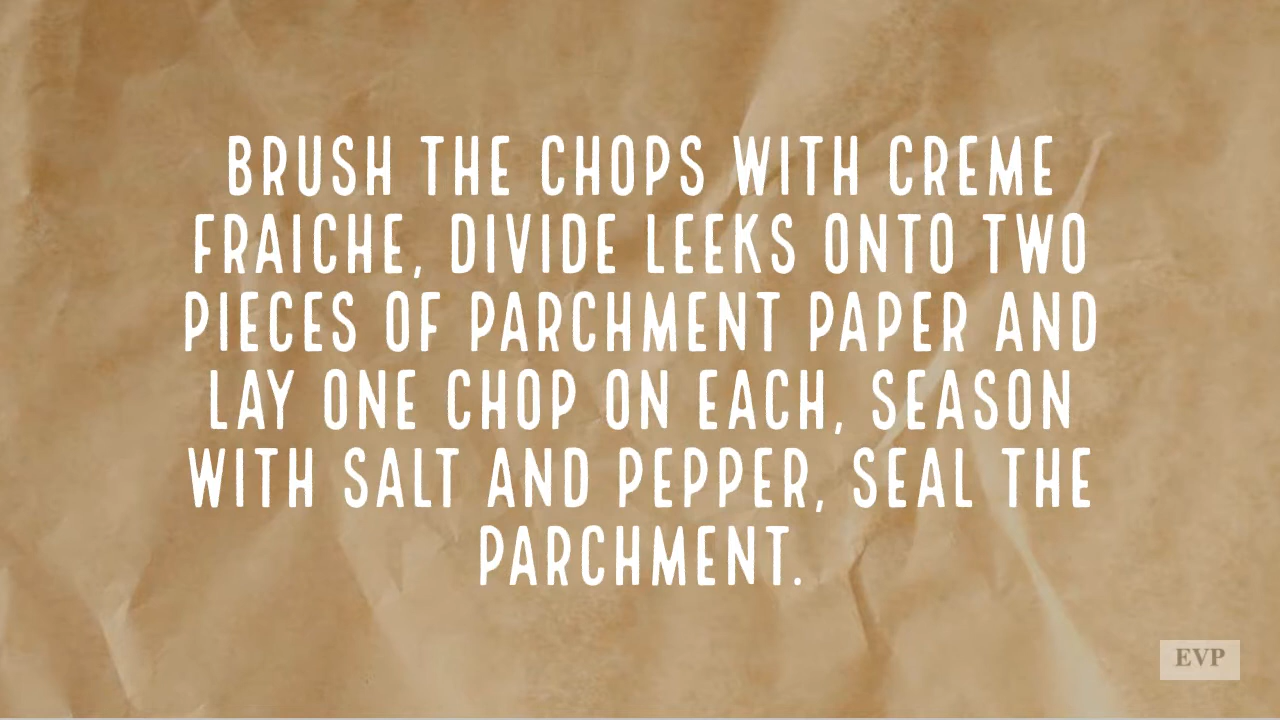 BRUSH THE CHOPS WITH CREME
FRAICHE, DIVIDE LEEKS ONTO TWO
PIECES OF PARCHMENT PAPER AND
LAY ONE CHOP ON EACH, SEASON
WITH SALT AND PEPPER, SEAL THE
PARCHMENT.
EVP